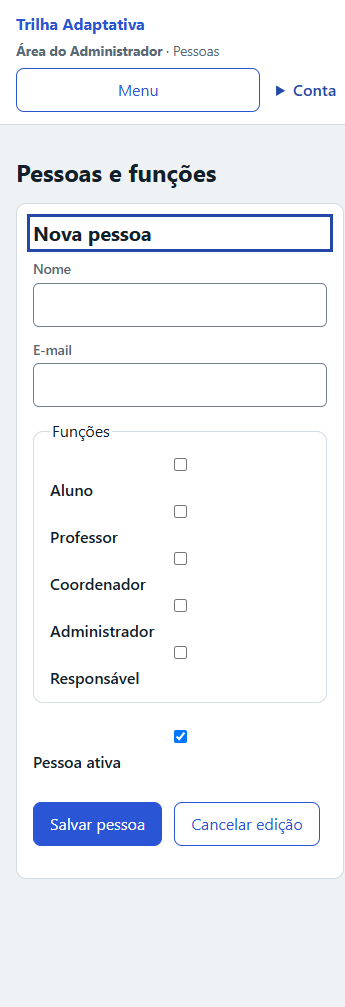 Trilha Adaptativa
Área do Administrador · Pessoas
Menu
▶ Conta
Pessoas e funções
Nova pessoa
Nome
E-mail
Funções
Aluno
Professor
Coordenador
Administrador
Responsável
Pessoa ativa
Salvar pessoa
Cancelar edição